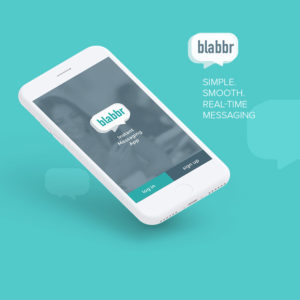 blabbr
SIMPLE.
SMOOTH.
REAL-TIME
MESSAGING
blabbr
Instant
Messaging
App
log in
sign up